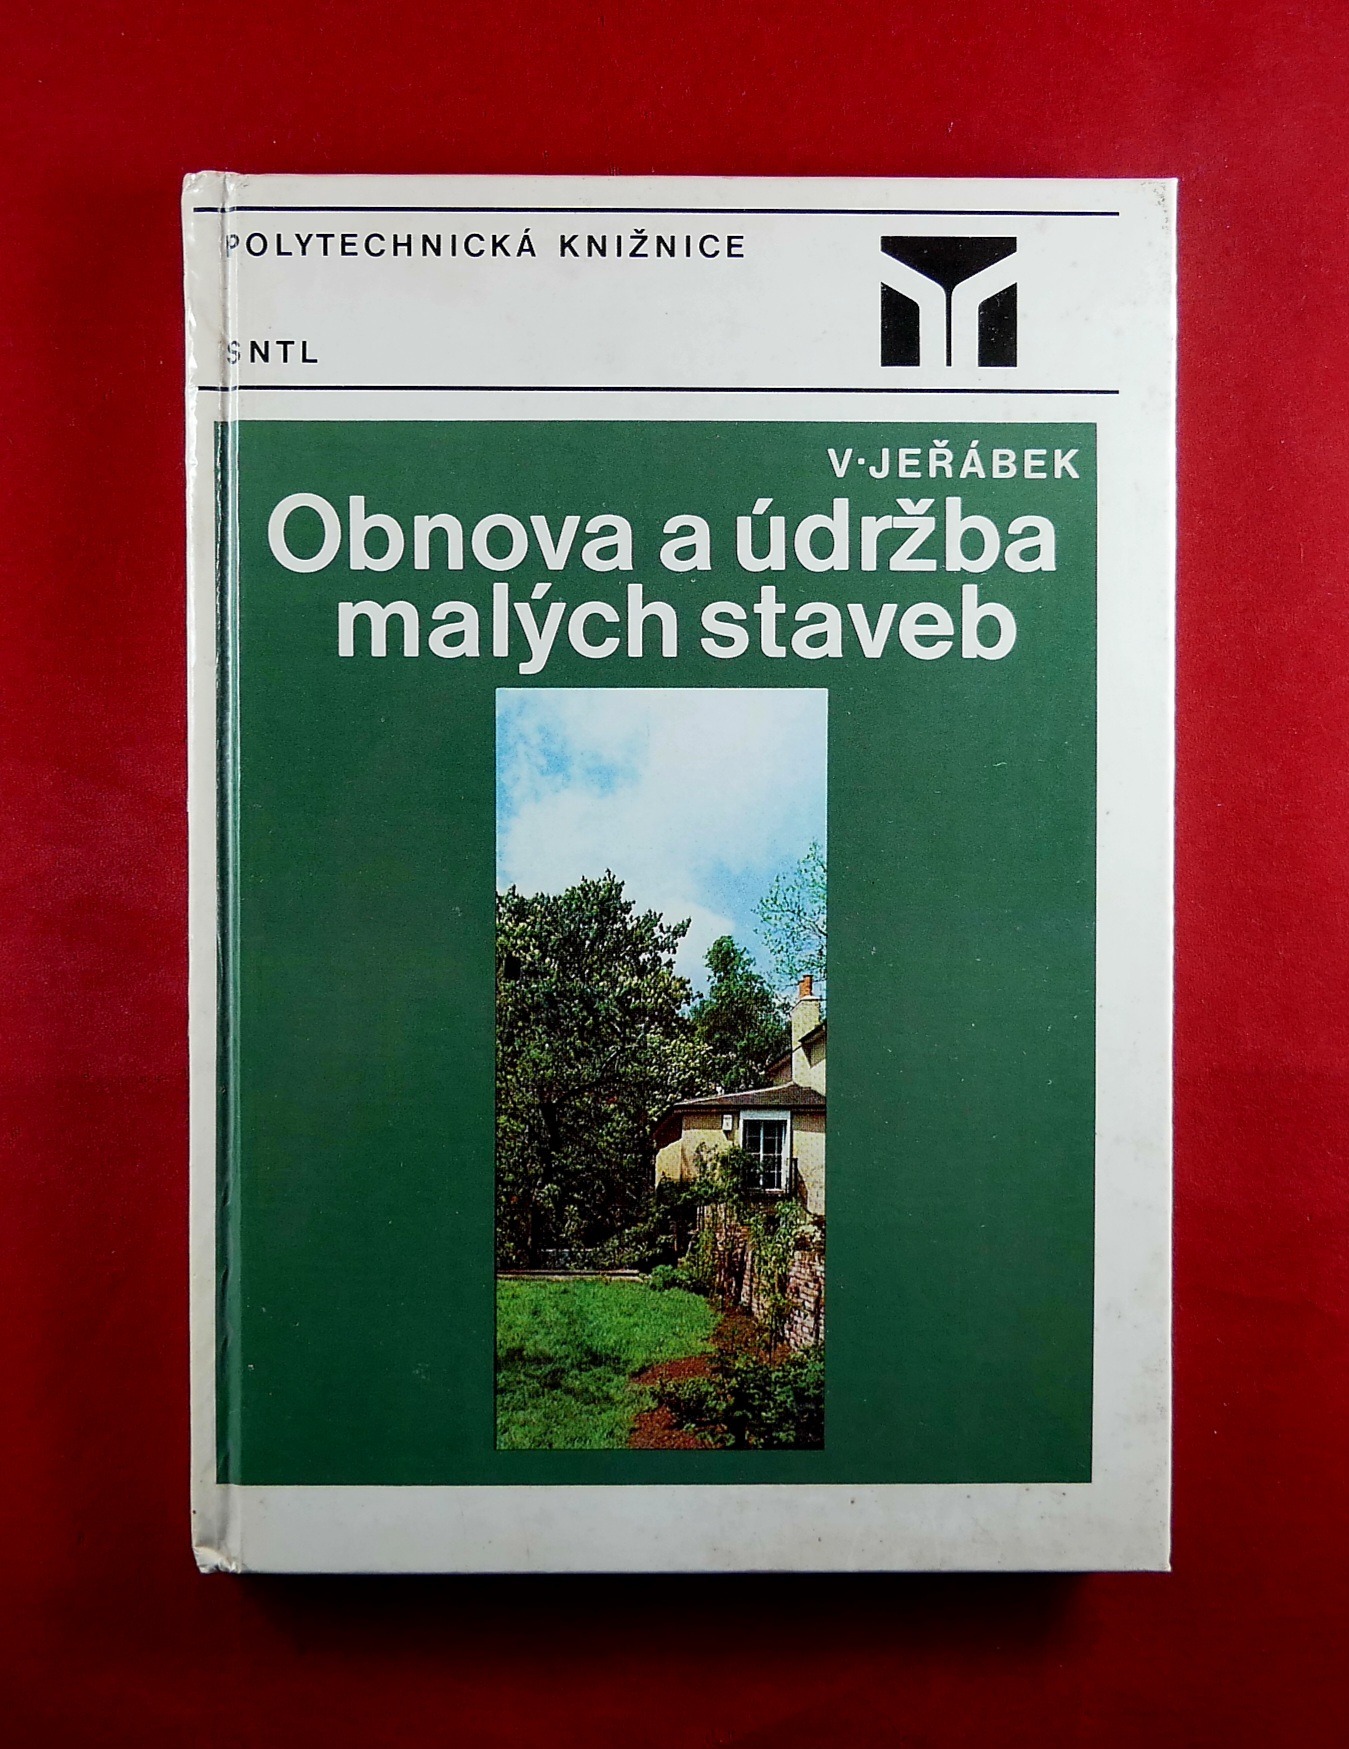 POLYTECHNICKÁ KNIŽNICE
SNTL
V·JEŘÁBEK
Obnova a údržba
malých staveb